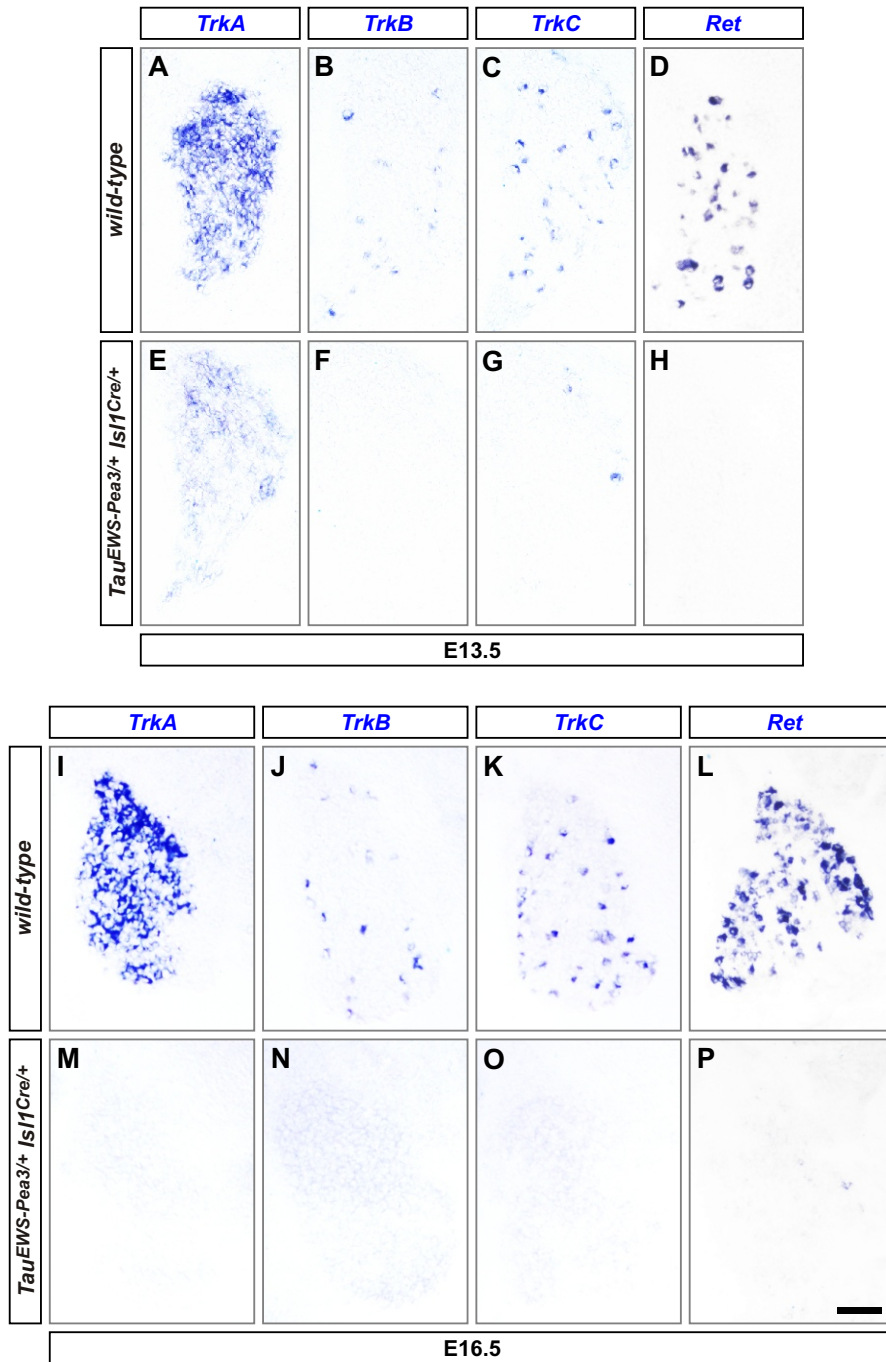 TrkA TrkB TrkC Ret
wild-type
A B C D
Tau^EWS-Pea3/+ Isl1^Cre/+
E F G H
E13.5
TrkA TrkB TrkC Ret
wild-type
I J K L
Tau^EWS-Pea3/+ Isl1^Cre/+
M N O P
E16.5